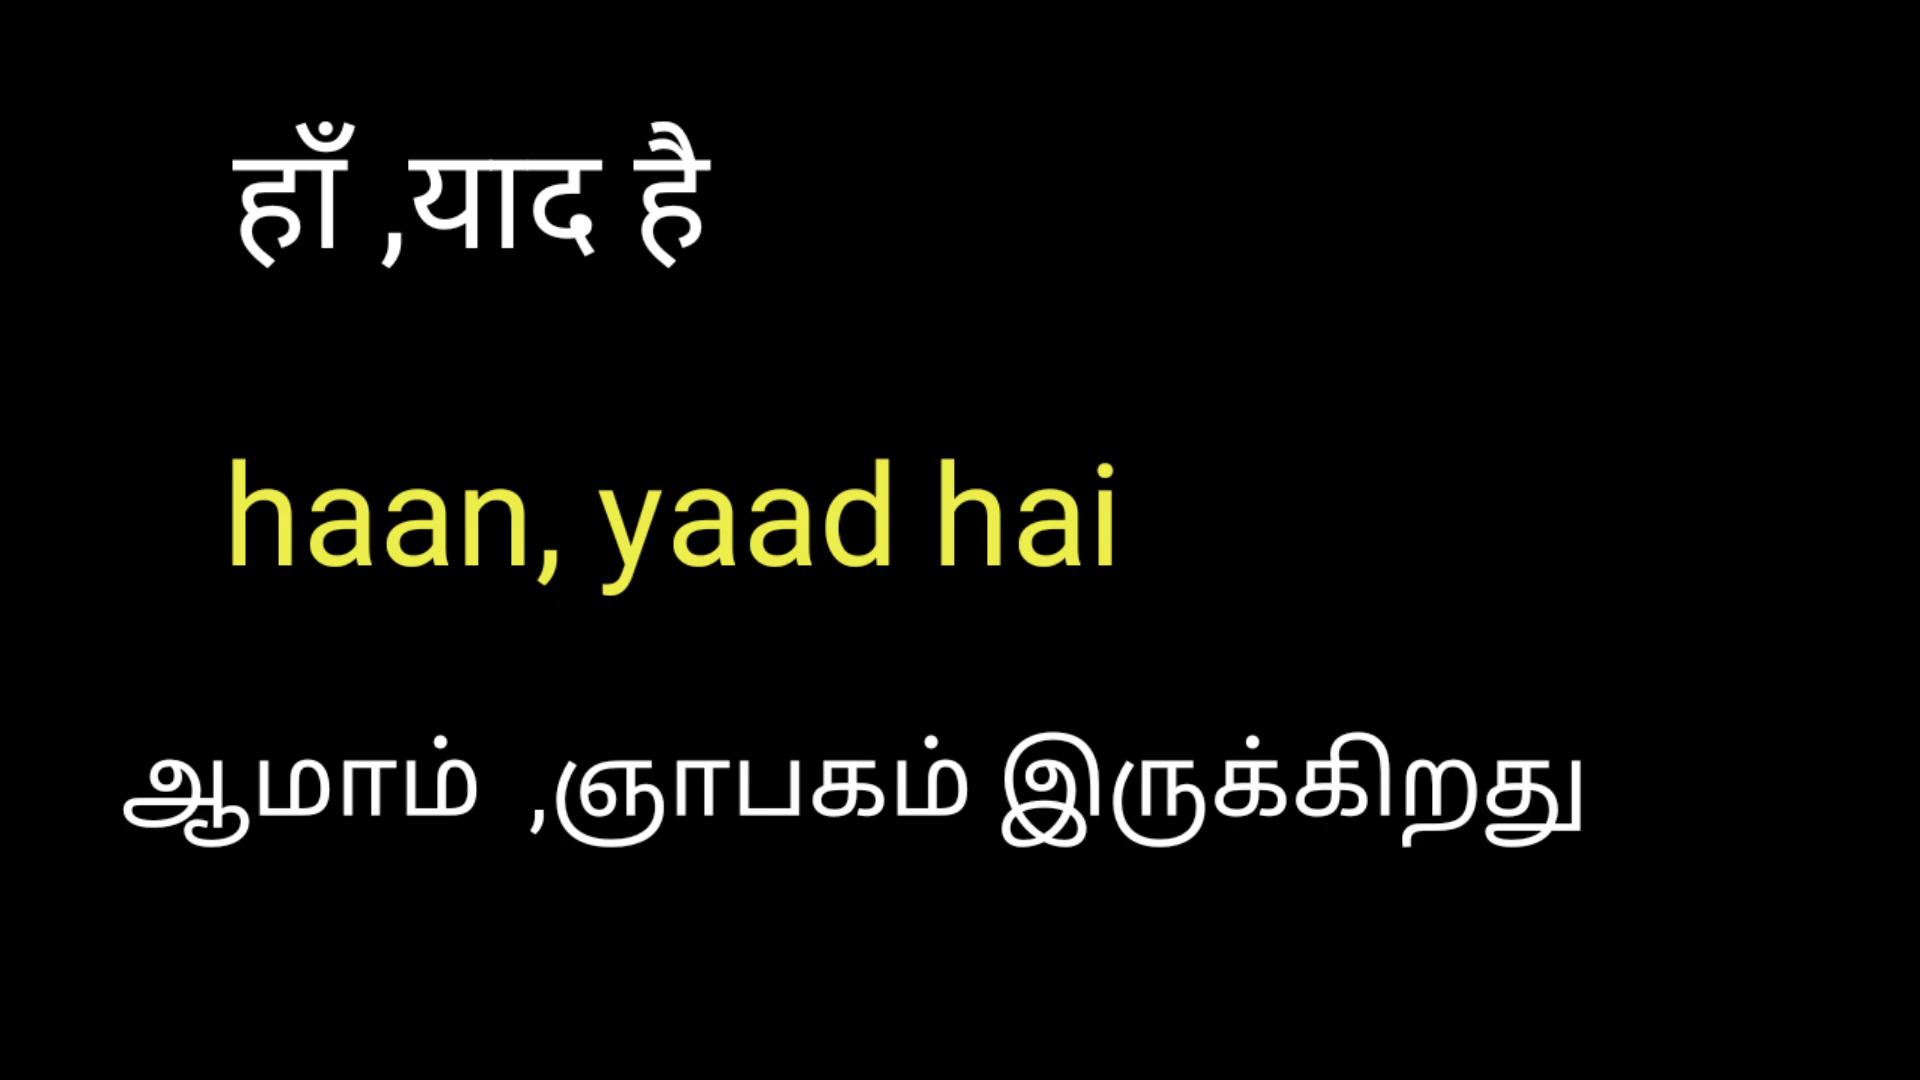 हाँ ,याद है
haan, yaad hai
ஆமாம் ,ஞாபகம் இருக்கிறது